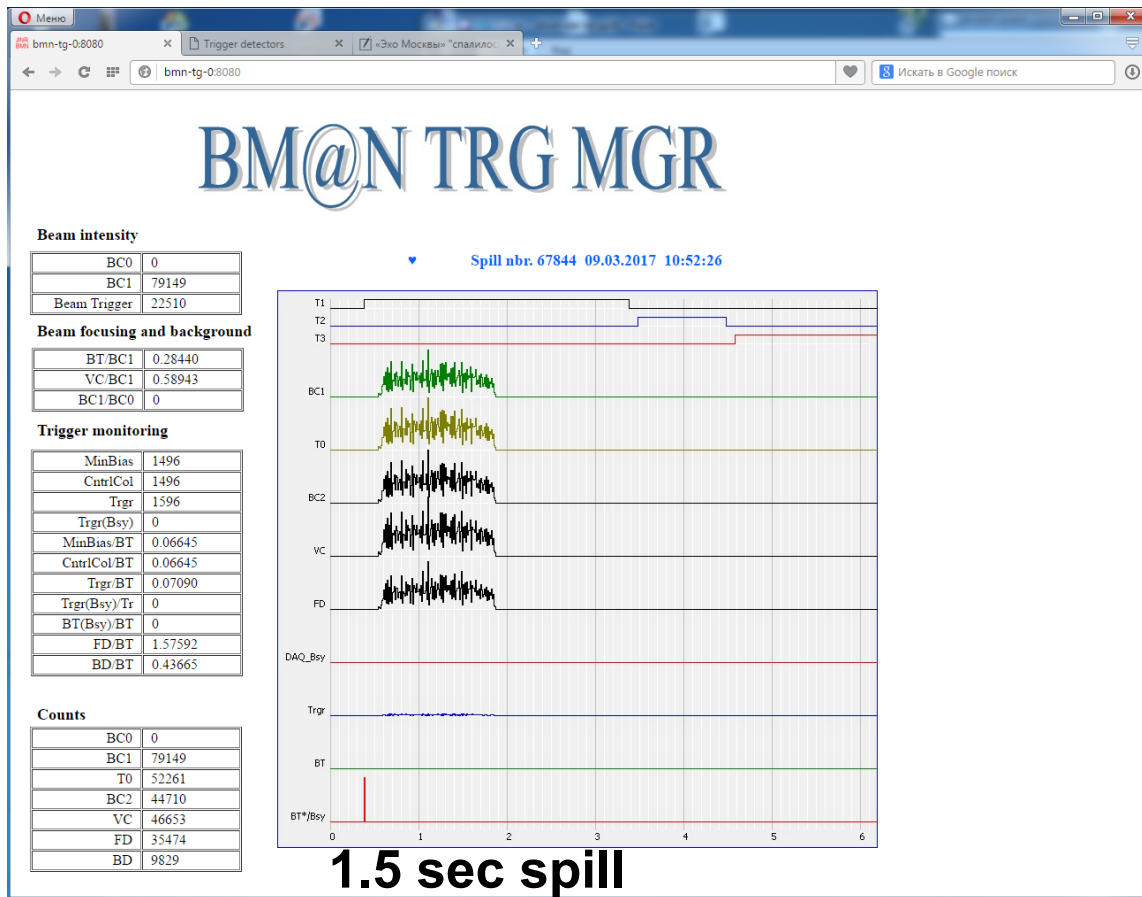 Меню
bmn-tg-0:8080
Trigger detectors
«Эхо Москвы» "спалилос
bmn-tg-0:8080
Искать в Google поиск
BM@N TRG MGR
Beam intensity
BC0 0
BC1 79149
Beam Trigger 22510
Beam focusing and background
BT/BC1 0.28440
VC/BC1 0.58943
BC1/BC0 0
Trigger monitoring
MinBias 1496
CntrlCol 1496
Trgr 1596
Trgr(Bsy) 0
MinBias/BT 0.06645
CntrlCol/BT 0.06645
Trgr/BT 0.07090
Trgr(Bsy)/Tr 0
BT(Bsy)/BT 0
FD/BT 1.57592
BD/BT 0.43665
Counts
BC0 0
BC1 79149
T0 52261
BC2 44710
VC 46653
FD 35474
BD 9829
♥ Spill nbr. 67844 09.03.2017 10:52:26
T1
T2
T3
BC1
T0
BC2
VC
FD
DAQ_Bsy
Trgr
BT
BT*/Bsy
0 1 2 3 4 5 6
1.5 sec spill